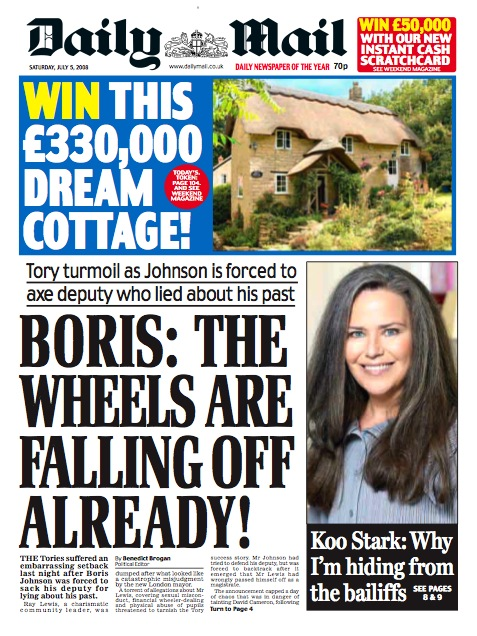 Daily Mail
SATURDAY, JULY 5, 2008
www.dailymail.co.uk
DAILY NEWSPAPER OF THE YEAR 70p
WIN £50,000
WITH OUR NEW
INSTANT CASH
SCRATCHCARD
SEE WEEKEND MAGAZINE
WIN THIS
£330,000
DREAM
COTTAGE!
TODAY'S
TOKEN:
PAGE 104,
AND SEE
WEEKEND
MAGAZINE
Tory turmoil as Johnson is forced to
axe deputy who lied about his past
BORIS: THE
WHEELS ARE
FALLING OFF
ALREADY!
THE Tories suffered an
embarrassing setback
last night after Boris
Johnson was forced to
sack his deputy for
lying about his past.
Ray Lewis, a charismatic
community leader, was
By Benedict Brogan
Political Editor
dumped after what looked like
a catastrophic misjudgment
by the new London mayor.
A torrent of allegations about Mr
Lewis, covering sexual miscon-
duct, financial wheeler-dealing
and physical abuse of pupils
threatened to tarnish the Tory
success story. Mr Johnson had
tried to defend his deputy, but was
forced to backtrack after it
emerged that Mr Lewis had
wrongly passed himself off as a
magistrate.
The announcement capped a day
of chaos that was in danger of
tainting David Cameron, following
Turn to Page 4
Koo Stark: Why
I'm hiding from
the bailiffs SEE PAGES
8 & 9